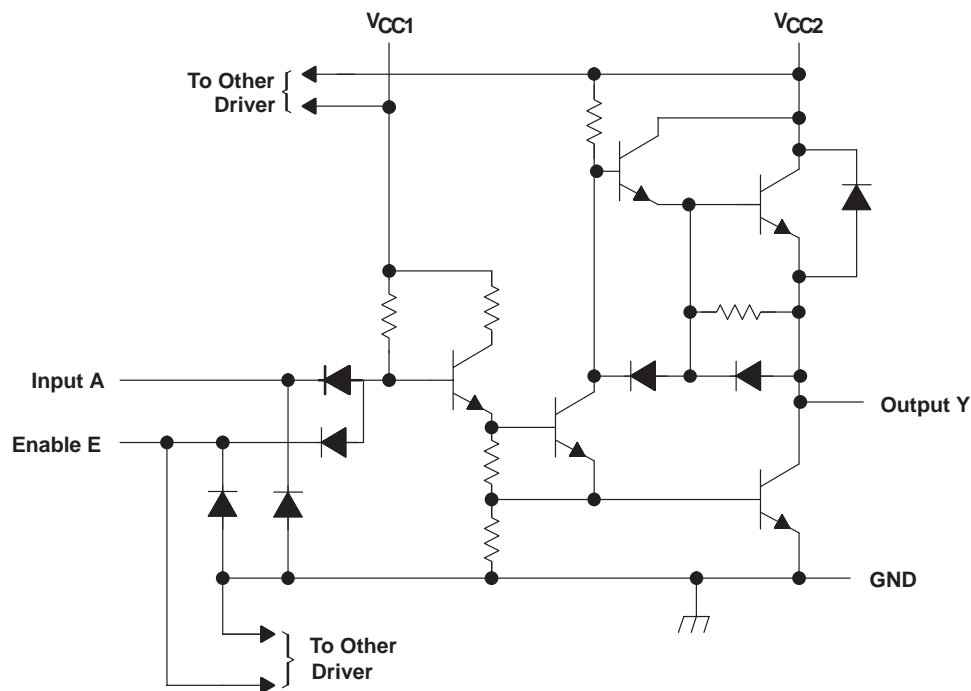 VCC1
VCC2
To Other
Driver
Input A
Enable E
Output Y
GND
To Other
Driver